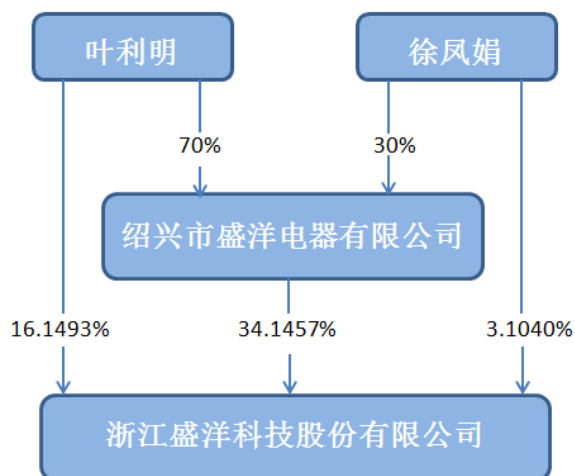 叶利明
徐凤娟
70%
30%
绍兴市盛洋电器有限公司
16.1493%
34.1457%
3.1040%
浙江盛洋科技股份有限公司